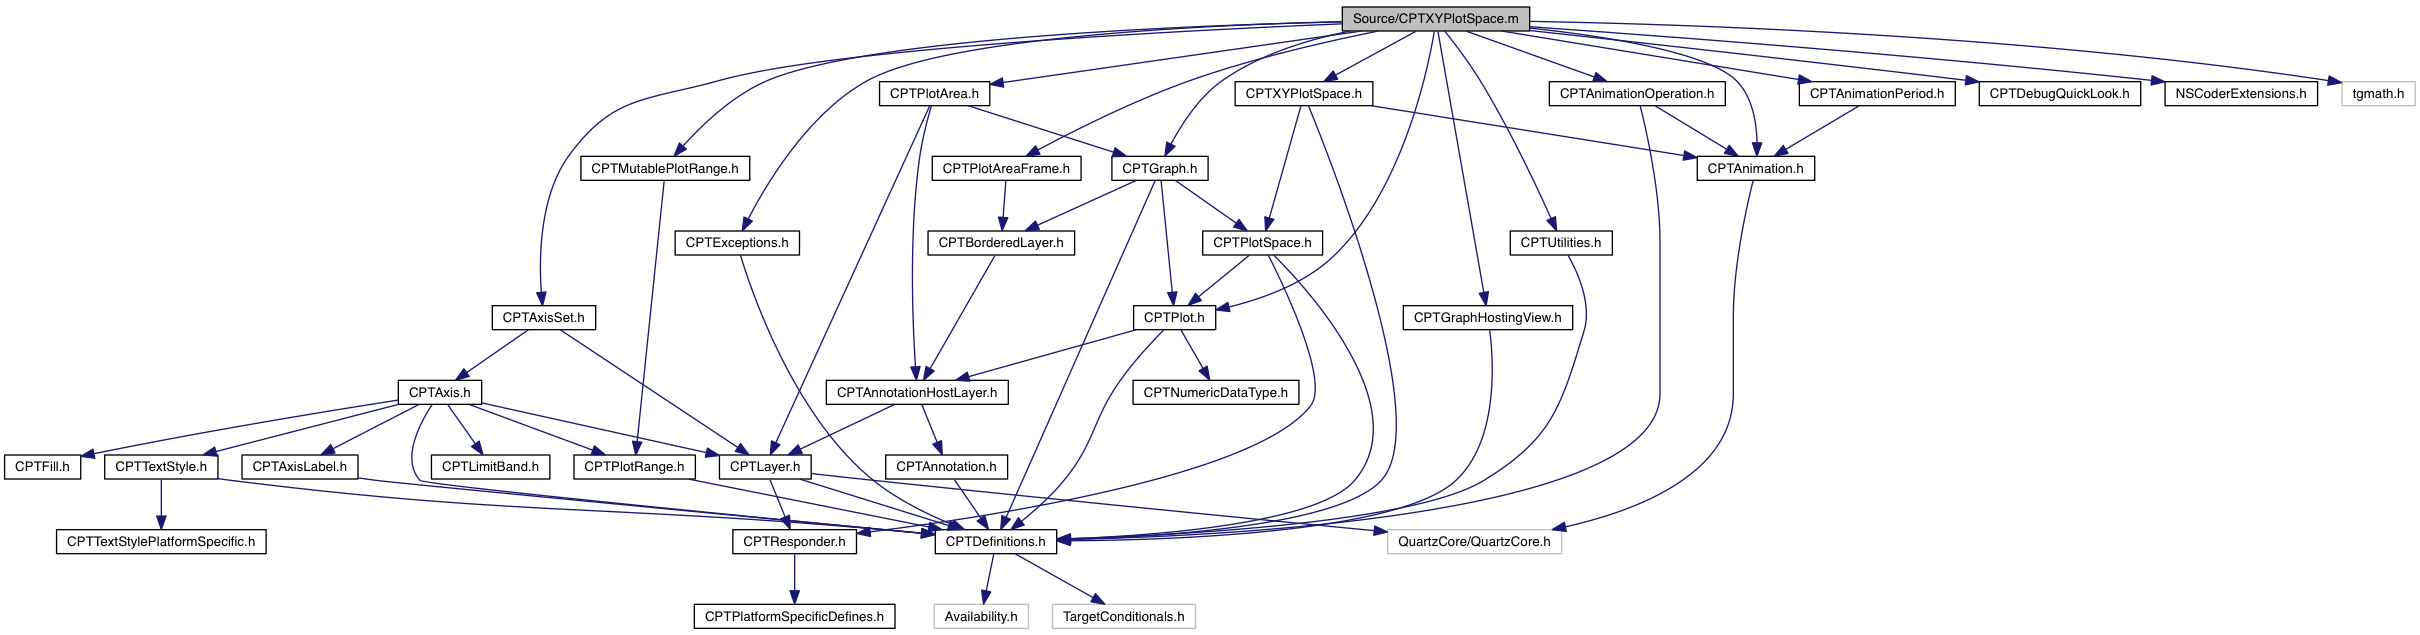 Source/CPTXYPlotSpace.m
CPTPlotArea.h
CPTXYPlotSpace.h
CPTAnimationOperation.h
CPTAnimationPeriod.h
CPTDebugQuickLook.h
NSCoderExtensions.h
tgmath.h
CPTMutablePlotRange.h
CPTPlotAreaFrame.h
CPTGraph.h
CPTAnimation.h
CPTExceptions.h
CPTBorderedLayer.h
CPTPlotSpace.h
CPTUtilities.h
CPTAxisSet.h
CPTPlot.h
CPTGraphHostingView.h
CPTAxis.h
CPTAnnotationHostLayer.h
CPTNumericDataType.h
CPTFill.h
CPTTextStyle.h
CPTAxisLabel.h
CPTLimitBand.h
CPTPlotRange.h
CPTLayer.h
CPTAnnotation.h
CPTTextStylePlatformSpecific.h
CPTResponder.h
CPTDefinitions.h
QuartzCore/QuartzCore.h
CPTPlatformSpecificDefines.h
Availability.h
TargetConditionals.h